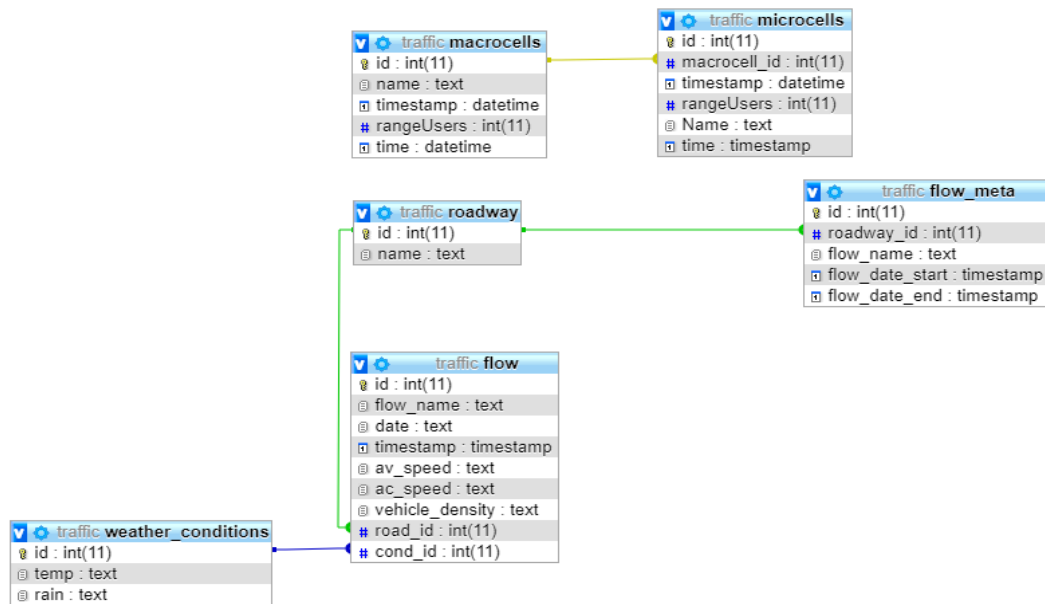 traffic macrocells
id : int(11)
name : text
timestamp : datetime
rangeUsers : int(11)
time : datetime
traffic microcells
id : int(11)
macrocell_id : int(11)
timestamp : datetime
rangeUsers : int(11)
Name : text
time : timestamp
traffic roadway
id : int(11)
name : text
traffic flow_meta
id : int(11)
roadway_id : int(11)
flow_name : text
flow_date_start : timestamp
flow_date_end : timestamp
traffic flow
id : int(11)
flow_name : text
date : text
timestamp : timestamp
av_speed : text
ac_speed : text
vehicle_density : text
road_id : int(11)
cond_id : int(11)
traffic weather_conditions
id : int(11)
temp : text
rain : text